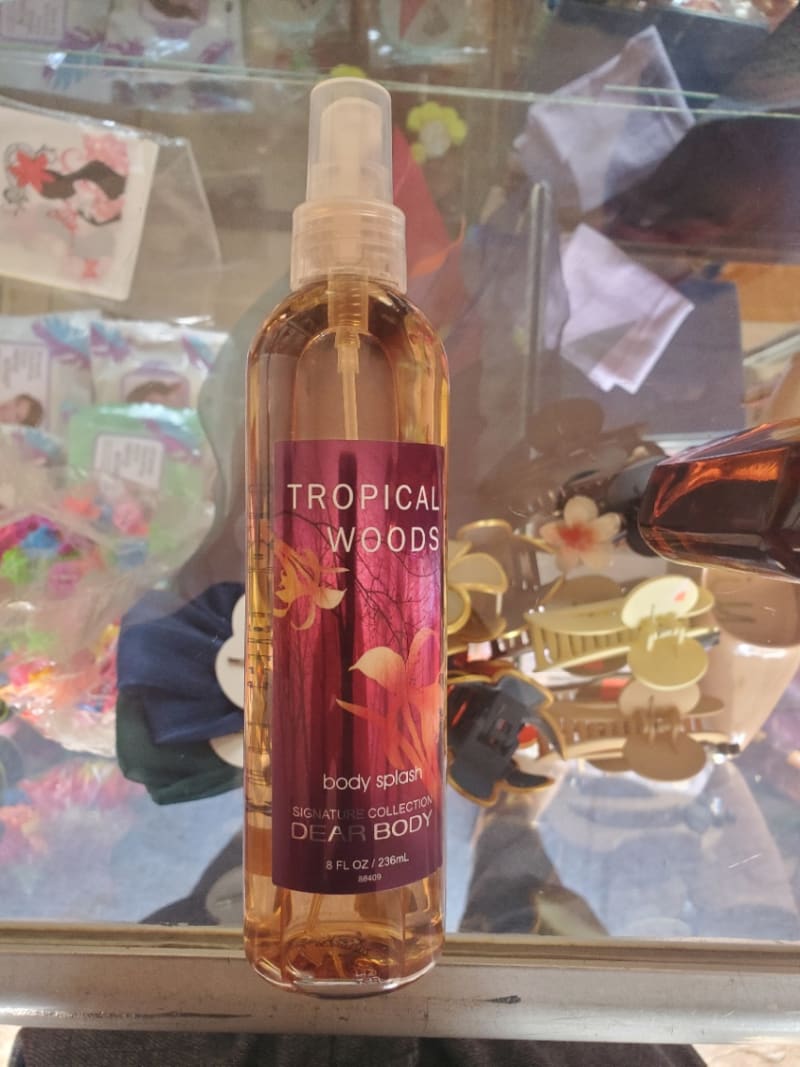 TROPICAL
WOODS
body splash
SIGNATURE COLLECTION
DEAR BODY
8 FL OZ / 236mL
88409